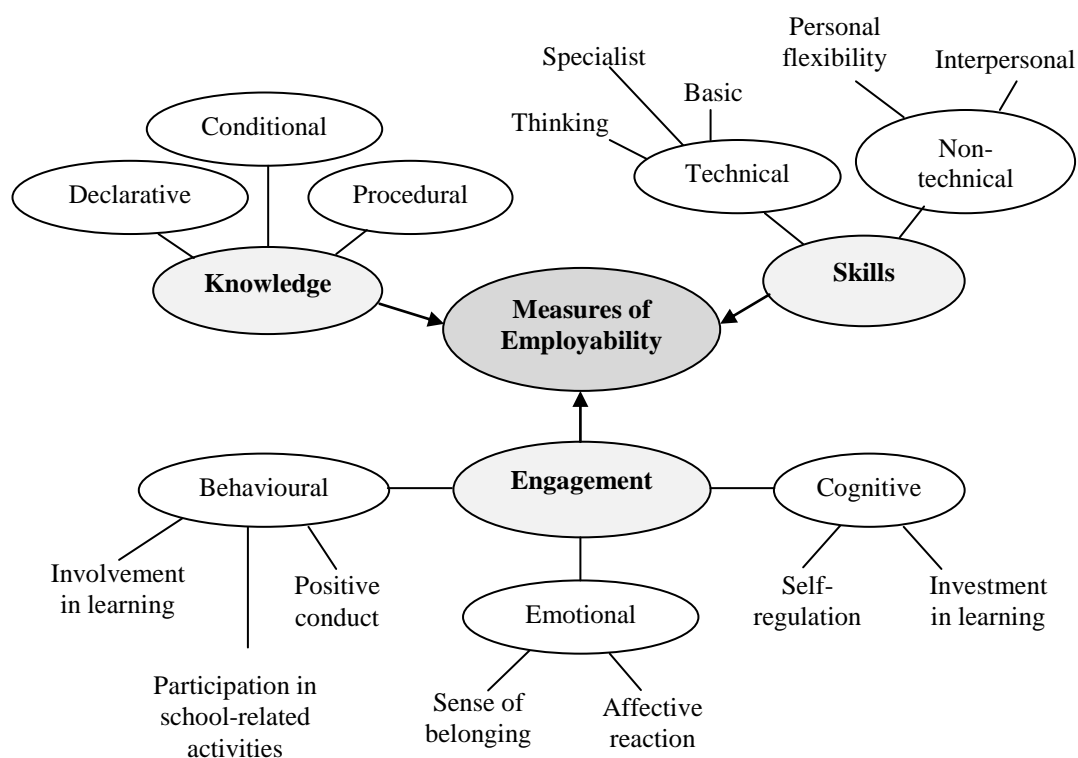 Personal
flexibility
Specialist
Interpersonal
Basic
Conditional
Thinking
Non-
technical
Technical
Declarative
Procedural
Knowledge
Skills
Measures of
Employability
Behavioural
Engagement
Cognitive
Involvement
in learning
Positive
conduct
Self-
regulation
Investment
in learning
Emotional
Participation in
school-related
activities
Sense of
belonging
Affective
reaction